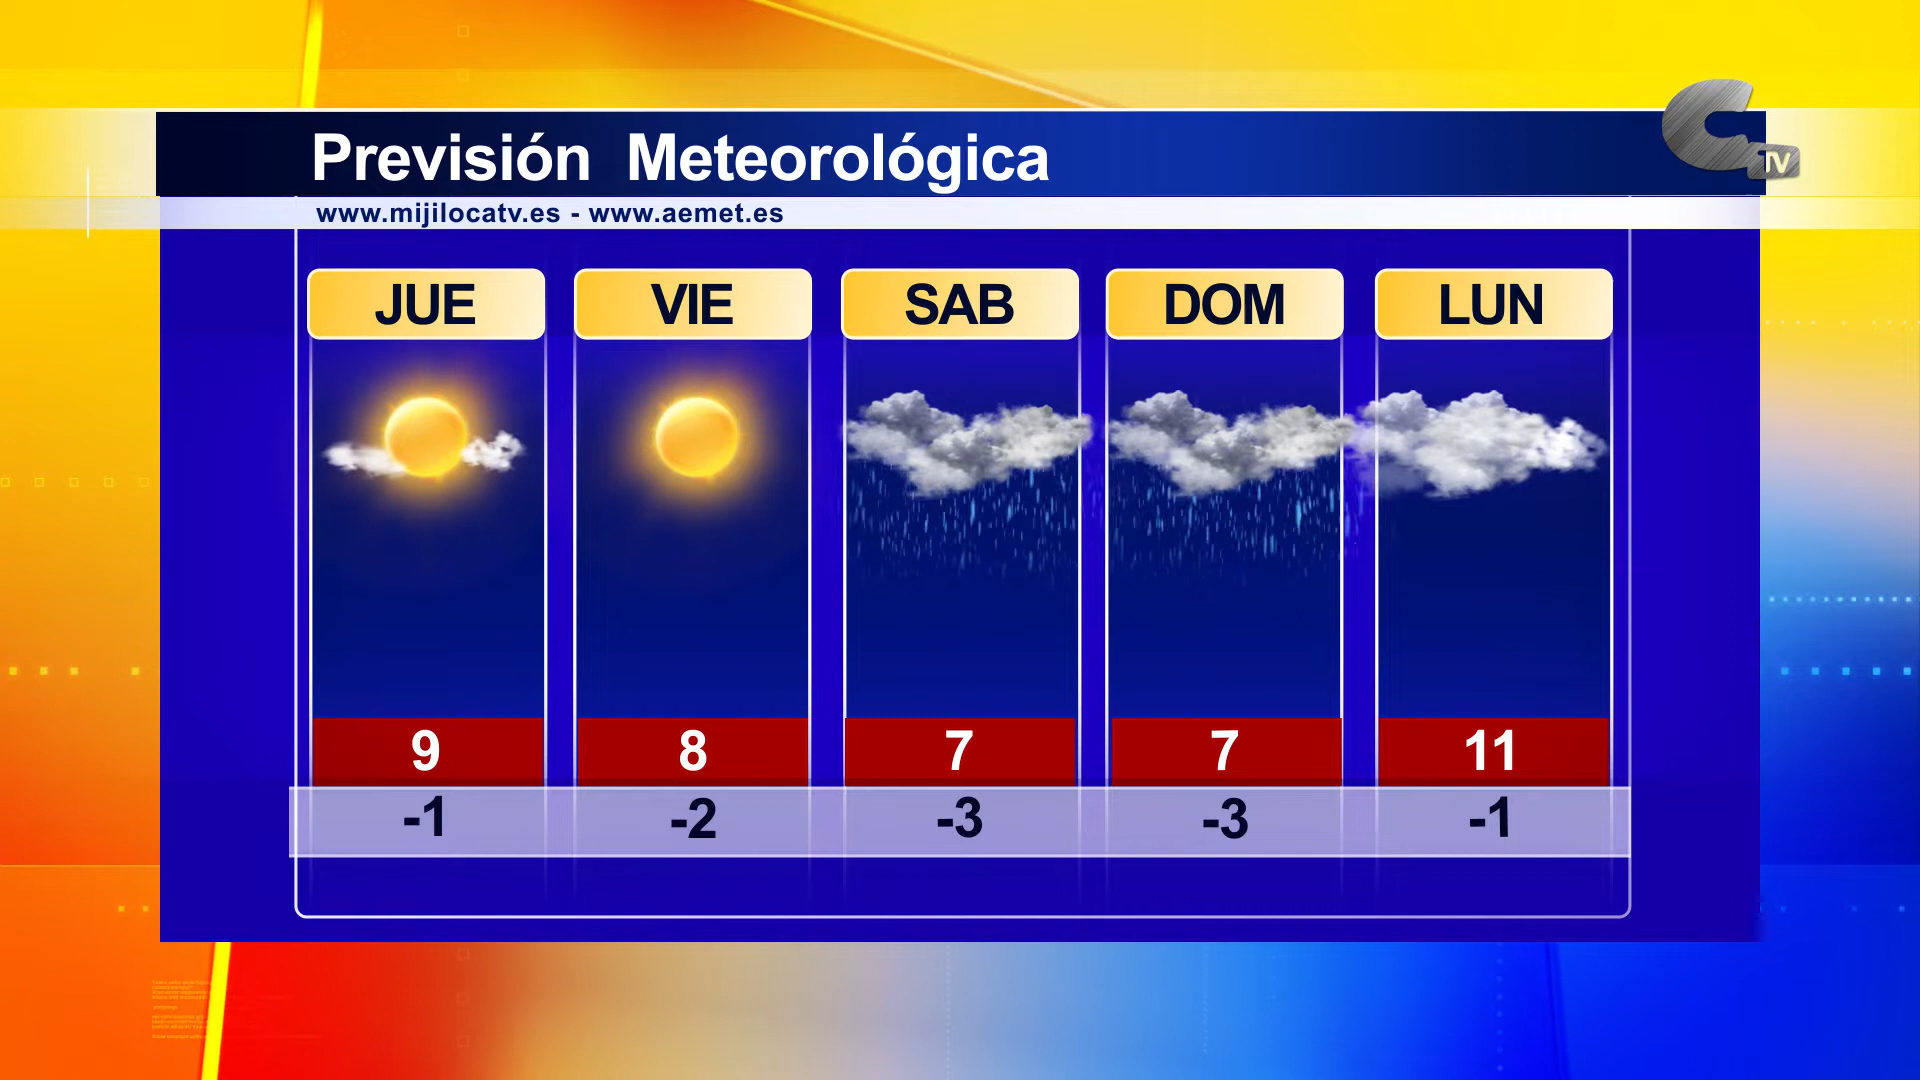 Previsión Meteorológica
TV
www.mijilocatv.es - www.aemet.es
JUE VIE SAB DOM LUN
9 8 7 7 11
-1 -2 -3 -3 -1